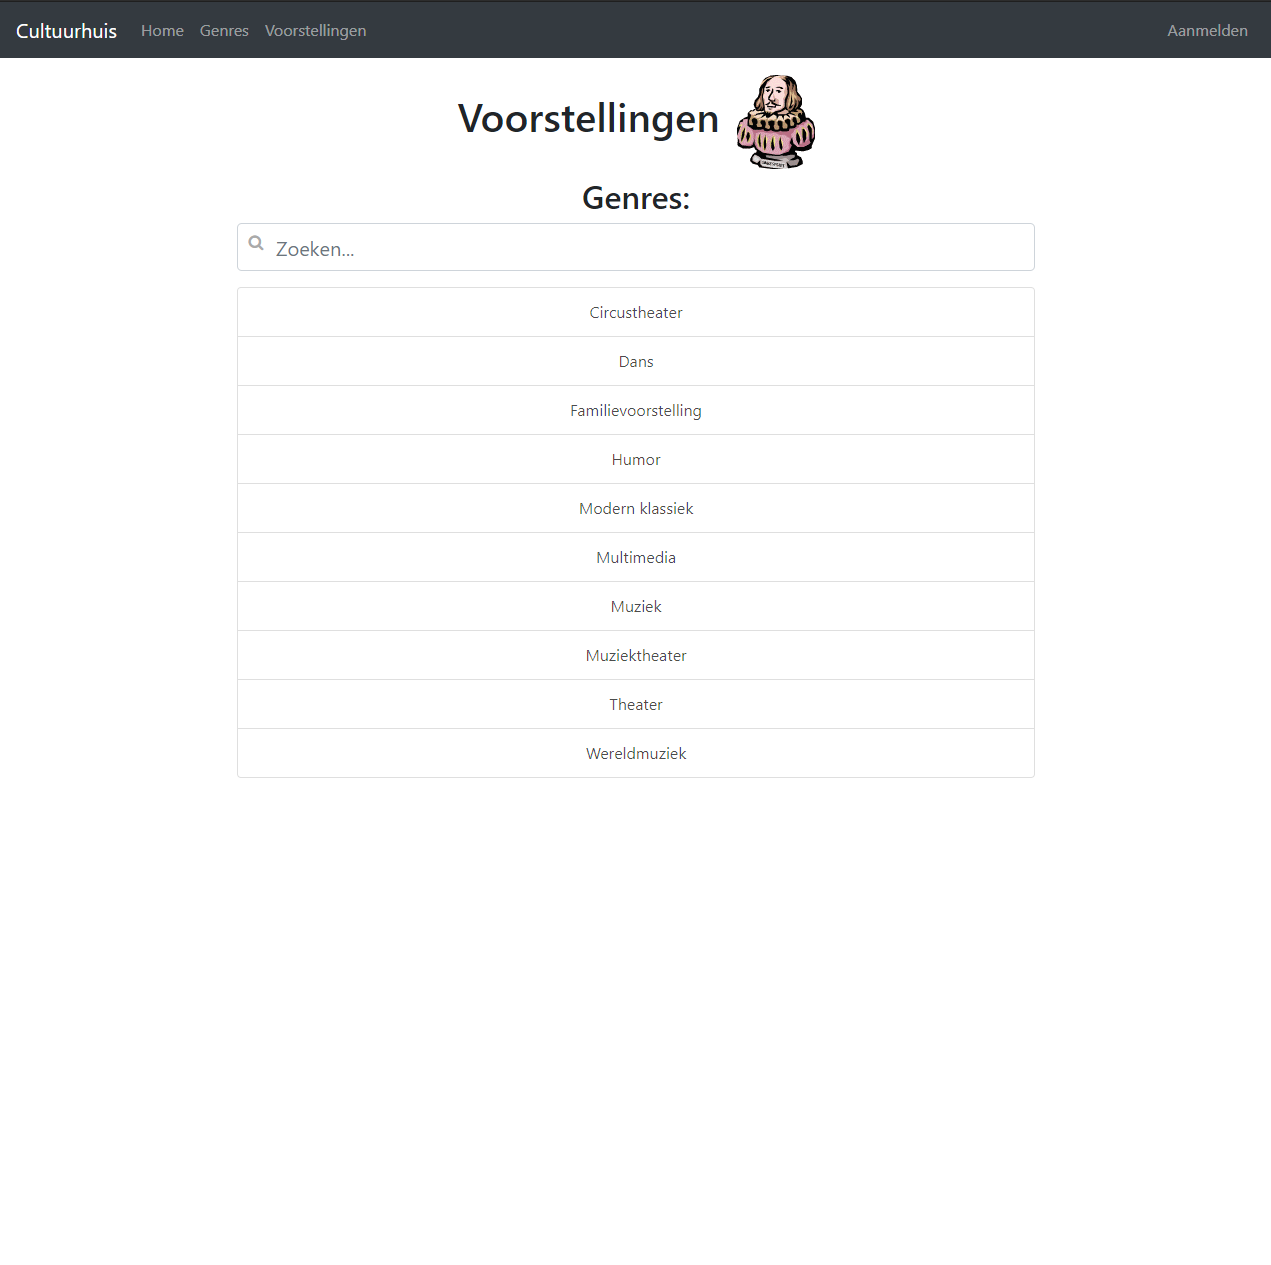 Cultuurhuis Home Genres Voorstellingen Aanmelden
Voorstellingen
Genres:
Zoeken...
Circustheater
Dans
Familievoorstelling
Humor
Modern klassiek
Multimedia
Muziek
Muziektheater
Theater
Wereldmuziek